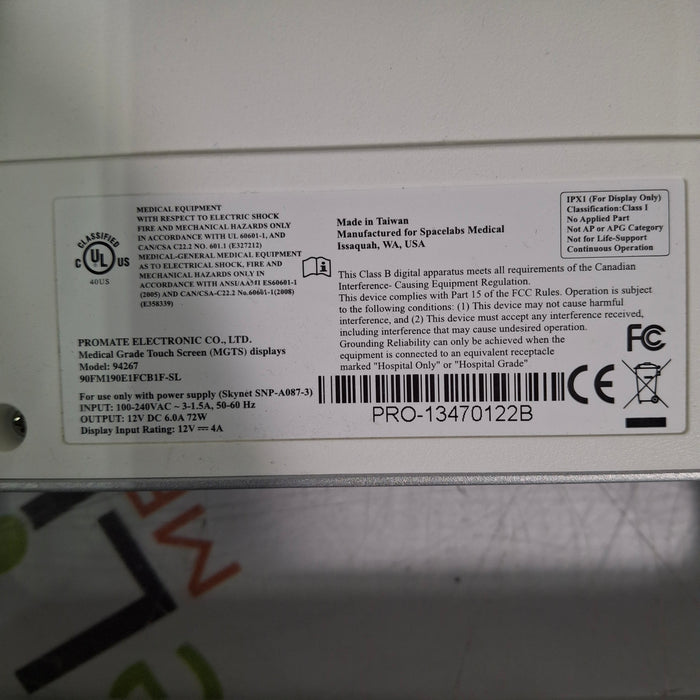 CLASSIFIED
C UL US
40US
MEDICAL EQUIPMENT
WITH RESPECT TO ELECTRIC SHOCK
FIRE AND MECHANICAL HAZARDS ONLY
IN ACCORDANCE WITH UL 60601-1, AND
CAN/CSA C22.2 NO. 601.1 (E327212)
MEDICAL-GENERAL MEDICAL EQUIPMENT
AS TO ELECTRICAL SHOCK, FIRE AND
MECHANICAL HAZARDS ONLY IN
ACCORDANCE WITH ANSI/AAMI ES60601-1
(2005) AND CAN/CSA-C22.2 No.60601-1(2008)
(E358339)
PROMATE ELECTRONIC CO., LTD.
Medical Grade Touch Screen (MGTS) displays
Model: 94267
90FM190E1FCB1F-SL
For use only with power supply (Skynet SNP-A087-3)
INPUT: 100-240VAC ~ 3-1.5A, 50-60 Hz
OUTPUT: 12V DC 6.0A 72W
Display Input Rating: 12V ⎓ 4A
Made in Taiwan
Manufactured for Spacelabs Medical
Issaquah, WA, USA
IPX1 (For Display Only)
Classification:Class I
No Applied Part
Not AP or APG Category
Not for Life-Support
Continuous Operation
This Class B digital apparatus meets all requirements of the Canadian
Interference- Causing Equipment Regulation.
This device complies with Part 15 of the FCC Rules. Operation is subject
to the following conditions: (1) This device may not cause harmful
interference, and (2) This device must accept any interference received,
including interference that may cause undesired operation.
Grounding Reliability can only be achieved when the
equipment is connected to an equivalent receptacle
marked "Hospital Only" or "Hospital Grade"
FC
CE
PRO-13470122B